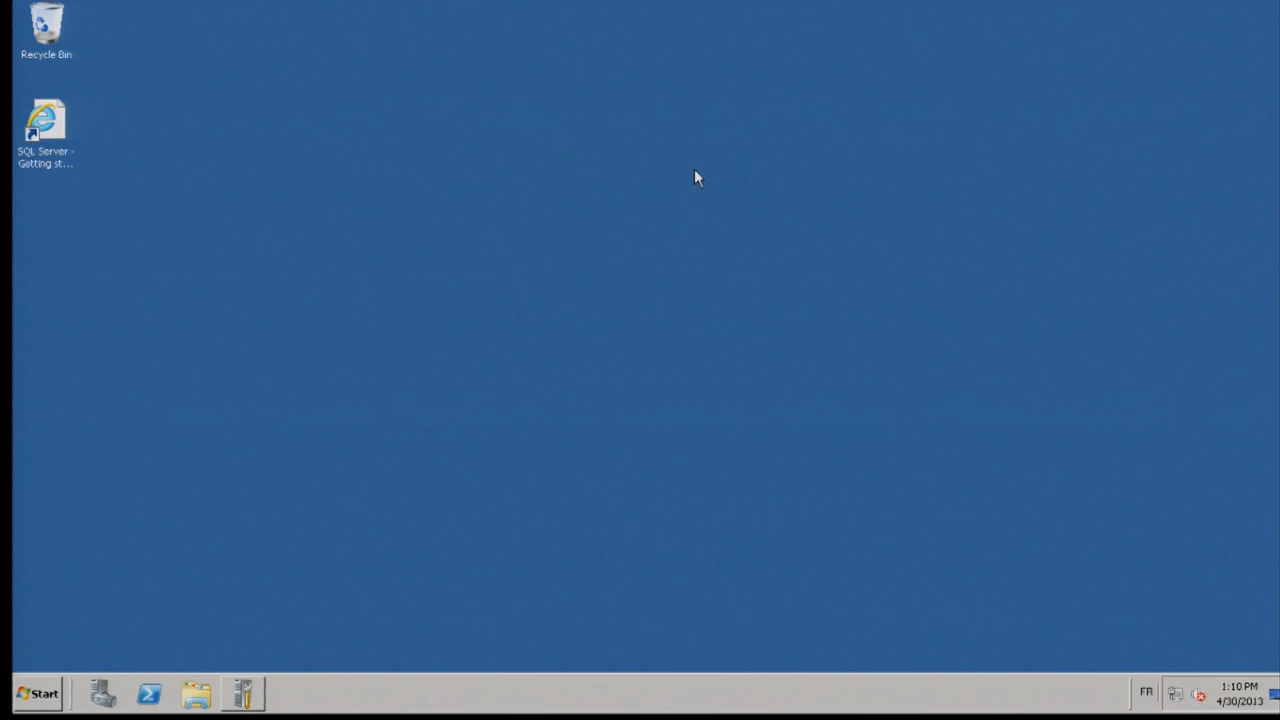 Recycle Bin
SQL Server -
Getting st...
Start
FR
1:10 PM
4/30/2013